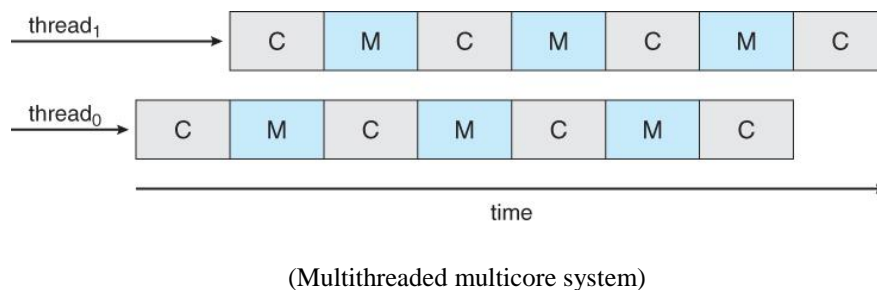 thread₁
C M C M C M C
thread₀
C M C M C M C
time
(Multithreaded multicore system)